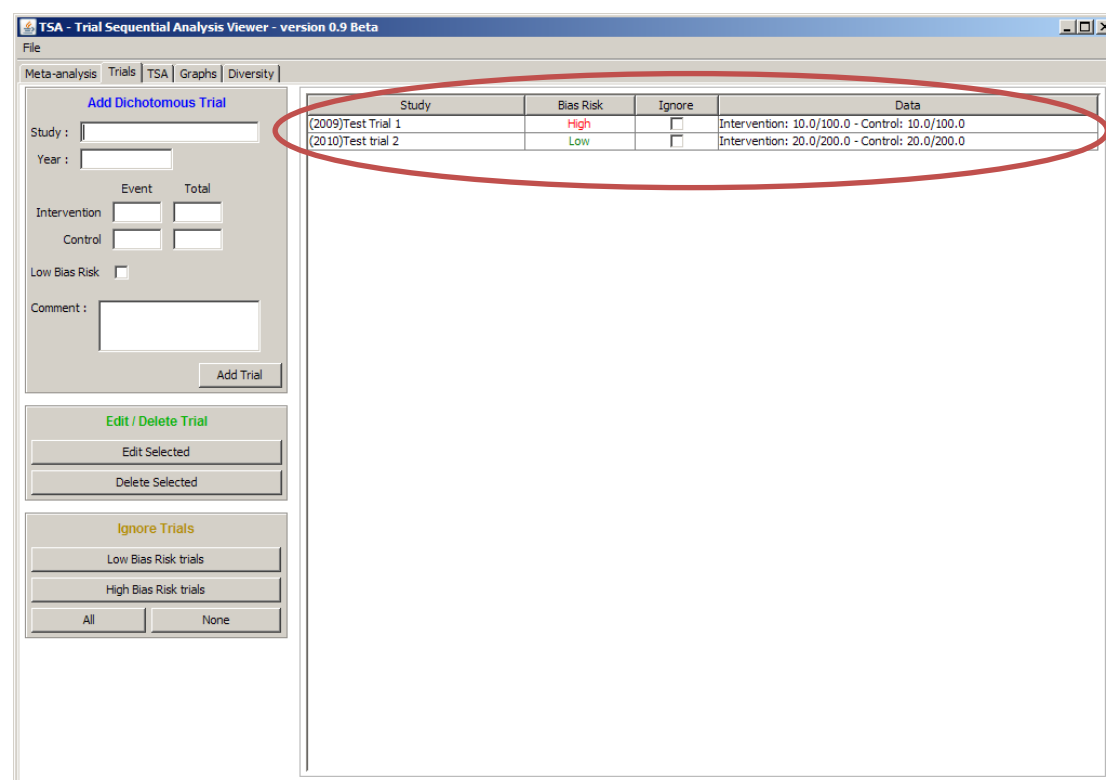 TSA - Trial Sequential Analysis Viewer - version 0.9 Beta
File
Meta-analysis Trials TSA Graphs Diversity
Add Dichotomous Trial
Study :
Year :
Event Total
Intervention
Control
Low Bias Risk
Comment :
Add Trial
Edit / Delete Trial
Edit Selected
Delete Selected
Ignore Trials
Low Bias Risk trials
High Bias Risk trials
All None
Study Bias Risk Ignore Data
(2009)Test Trial 1 High Intervention: 10.0/100.0 - Control: 10.0/100.0
(2010)Test trial 2 Low Intervention: 20.0/200.0 - Control: 20.0/200.0